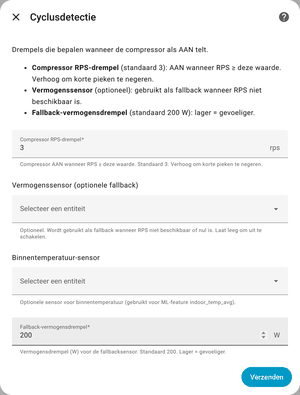 Cyclusdetectie
Drempels die bepalen wanneer de compressor als AAN telt.
• Compressor RPS-drempel (standaard 3): AAN wanneer RPS ≥ deze waarde.
Verhoog om korte pieken te negeren.
• Vermogenssensor (optioneel): gebruikt als fallback wanneer RPS niet
beschikbaar is.
• Fallback-vermogensdrempel (standaard 200 W): lager = gevoeliger.
Compressor RPS-drempel*
3
rps
Compressor AAN wanneer RPS ≥ deze waarde. Standaard 3. Verhoog om korte pieken te negeren.
Vermogenssensor (optionele fallback)
Selecteer een entiteit
Optioneel. Wordt gebruikt als fallback wanneer RPS niet beschikbaar of nul is. Laat leeg om uit te
schakelen.
Binnentemperatuur-sensor
Selecteer een entiteit
Optionele sensor voor binnentemperatuur (gebruikt voor ML-feature indoor_temp_avg).
Fallback-vermogensdrempel*
200
W
Vermogensdrempel (W) voor de fallbacksensor. Standaard 200. Lager = gevoeliger.
Verzenden